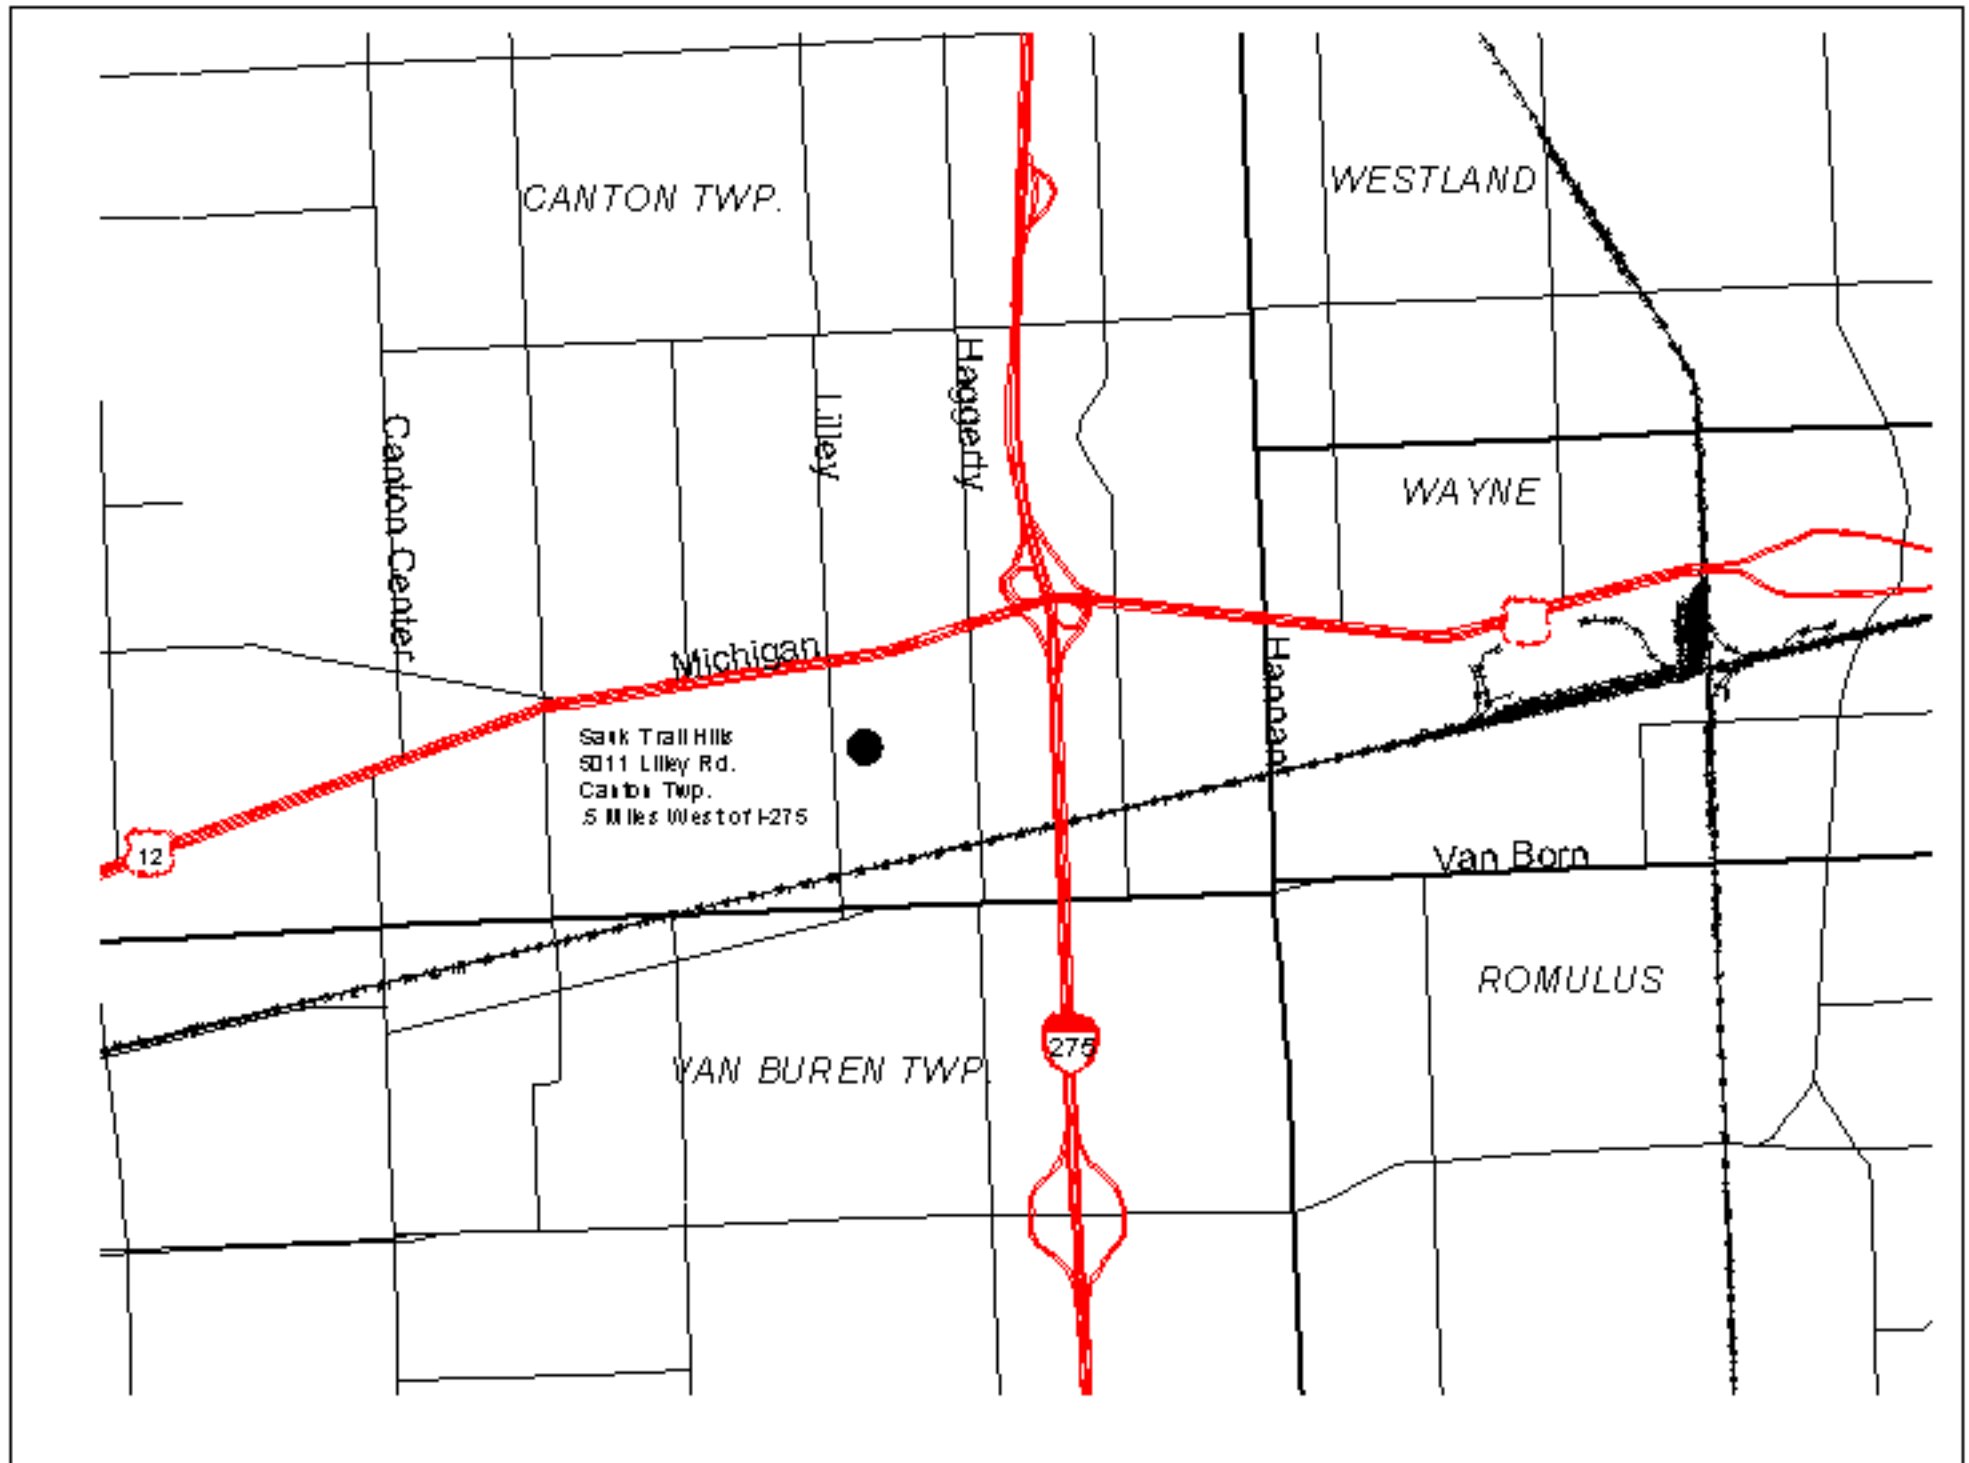 CANTON TWP.
WESTLAND
Haggerty
Lilley
Canton Center
WAYNE
Michigan
Hannan
Sauk Trail Hills
5011 Lilley Rd.
Canton Twp.
.5 Miles West of I-275
12
Van Born
ROMULUS
275
VAN BUREN TWP.